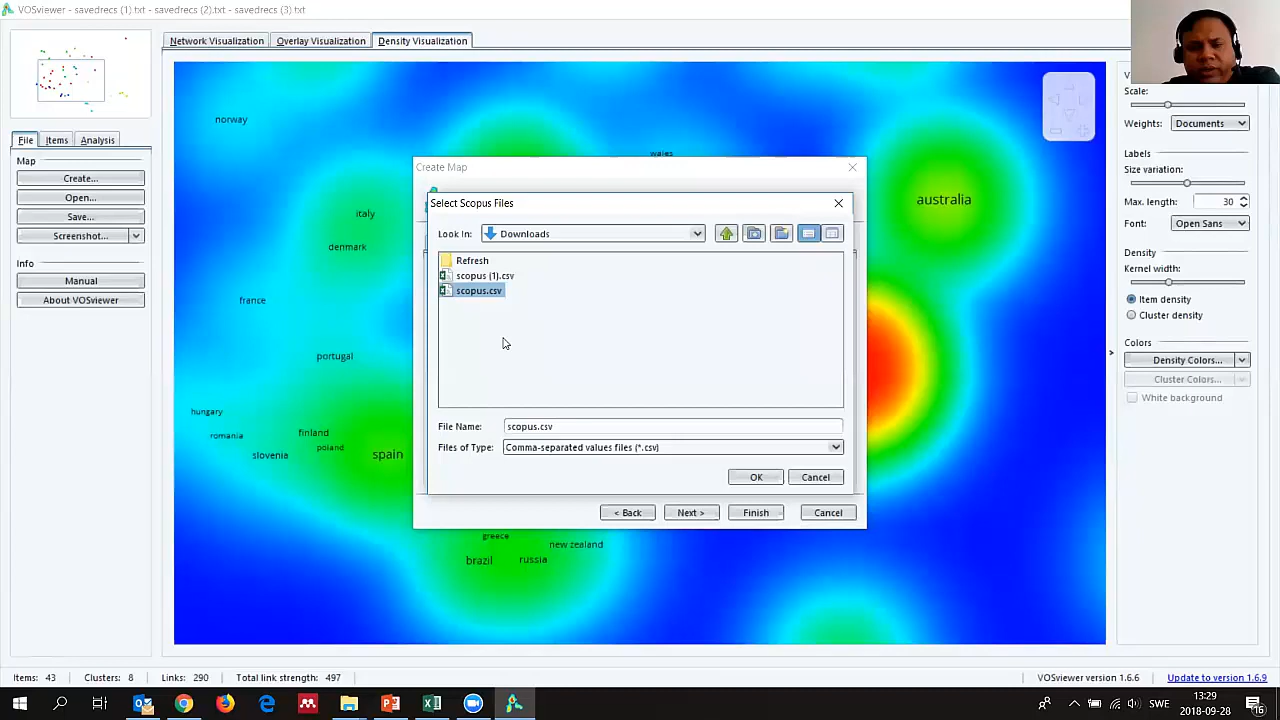 VOSviewer - savedrecs (1).txt - savedrecs (2).txt - savedrecs (3).txt
Network Visualization
Overlay Visualization
Density Visualization
File
Items
Analysis
Map
Create...
Open...
Save...
Screenshot...
Info
Manual
About VOSviewer
norway
wales
italy
denmark
france
portugal
hungary
romania
finland
poland
slovenia
spain
australia
greece
new zealand
brazil
russia
Create Map
Select Scopus Files
Look In:
Downloads
Refresh
scopus (1).csv
scopus.csv
File Name:
scopus.csv
Files of Type:
Comma-separated values files (*.csv)
OK
Cancel
< Back
Next >
Finish
Cancel
Scale:
Weights:
Documents
Labels
Size variation:
Max. length:
30
Font:
Open Sans
Density
Kernel width:
Item density
Cluster density
Colors
Density Colors...
Cluster Colors...
White background
Items: 43
Clusters: 8
Links: 290
Total link strength: 497
VOSviewer version 1.6.6
Update to version 1.6.9
SWE
13:29
2018-09-28
16